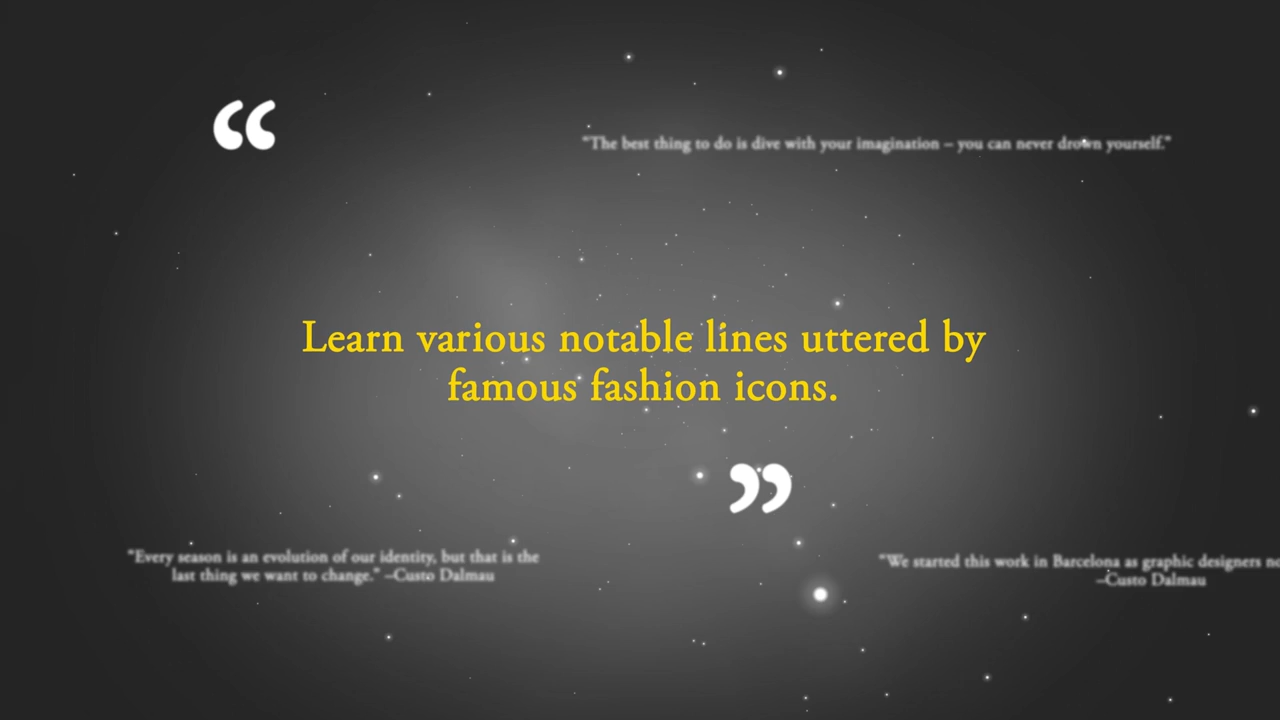 "The best thing to do is dive with your imagination – you can never drown yourself."
Learn various notable lines uttered by
famous fashion icons.
"Every season is an evolution of our identity, but that is the
last thing we want to change." –Custo Dalmau
"We started this work in Barcelona as graphic designers
–Custo Dalmau